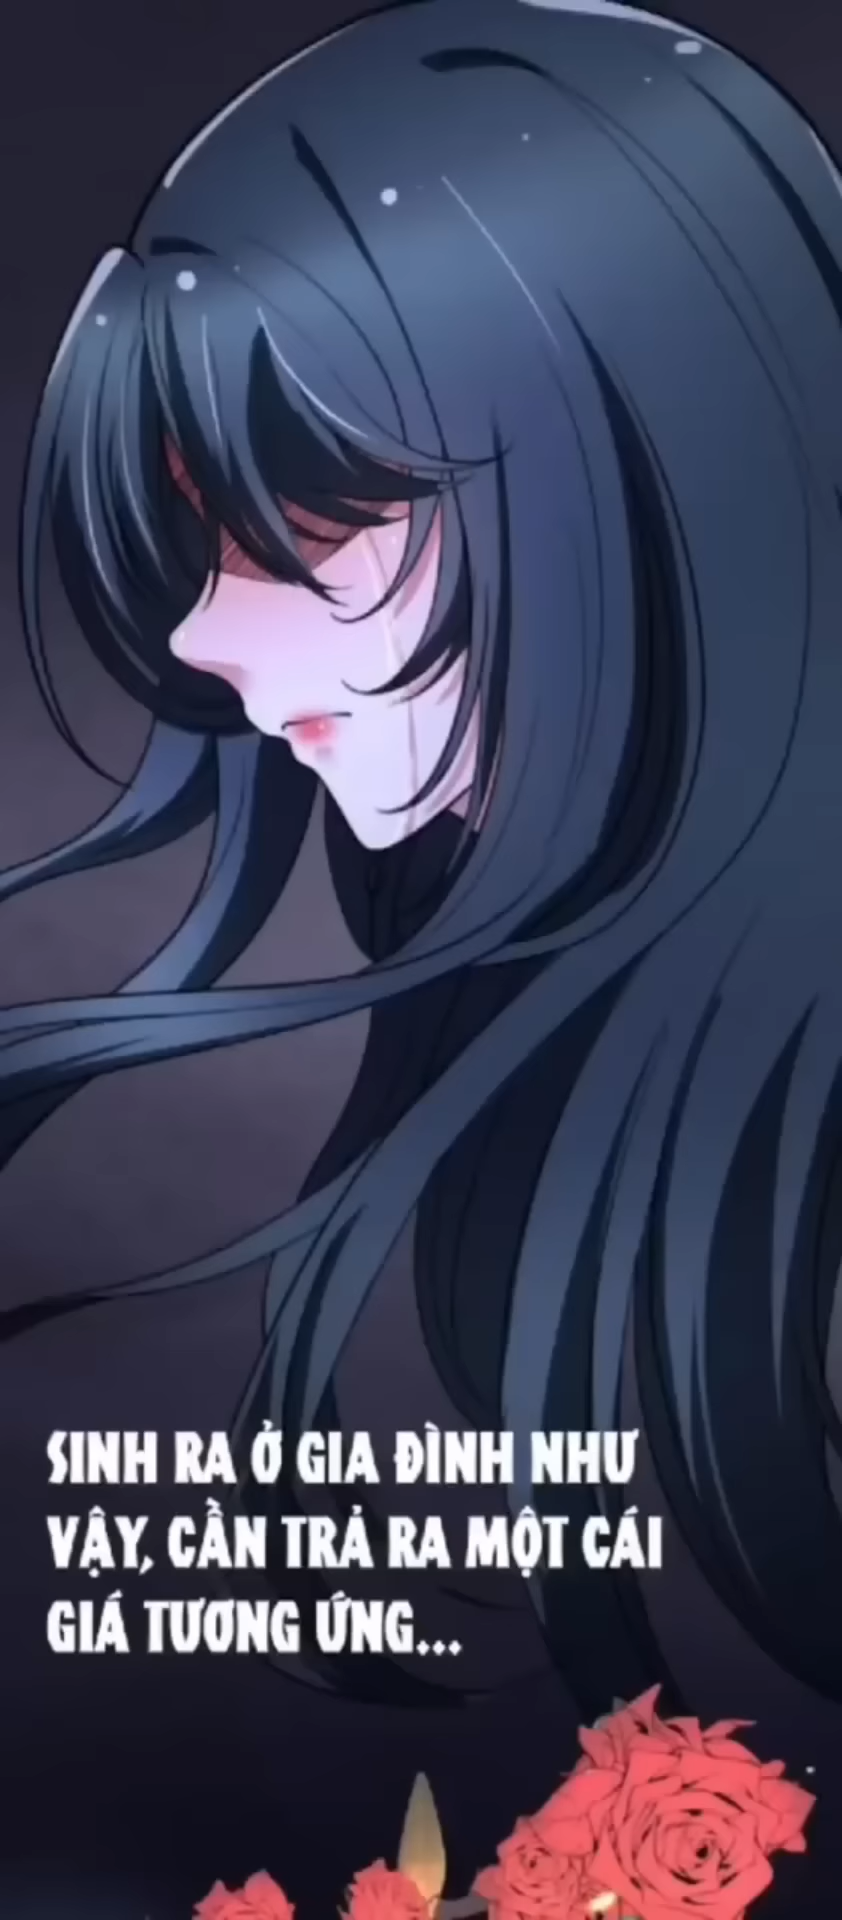 SINH RA Ở GIA ĐÌNH NHƯ
VẬY, CẦN TRẢ RA MỘT CÁI
GIÁ TƯƠNG ỨNG...